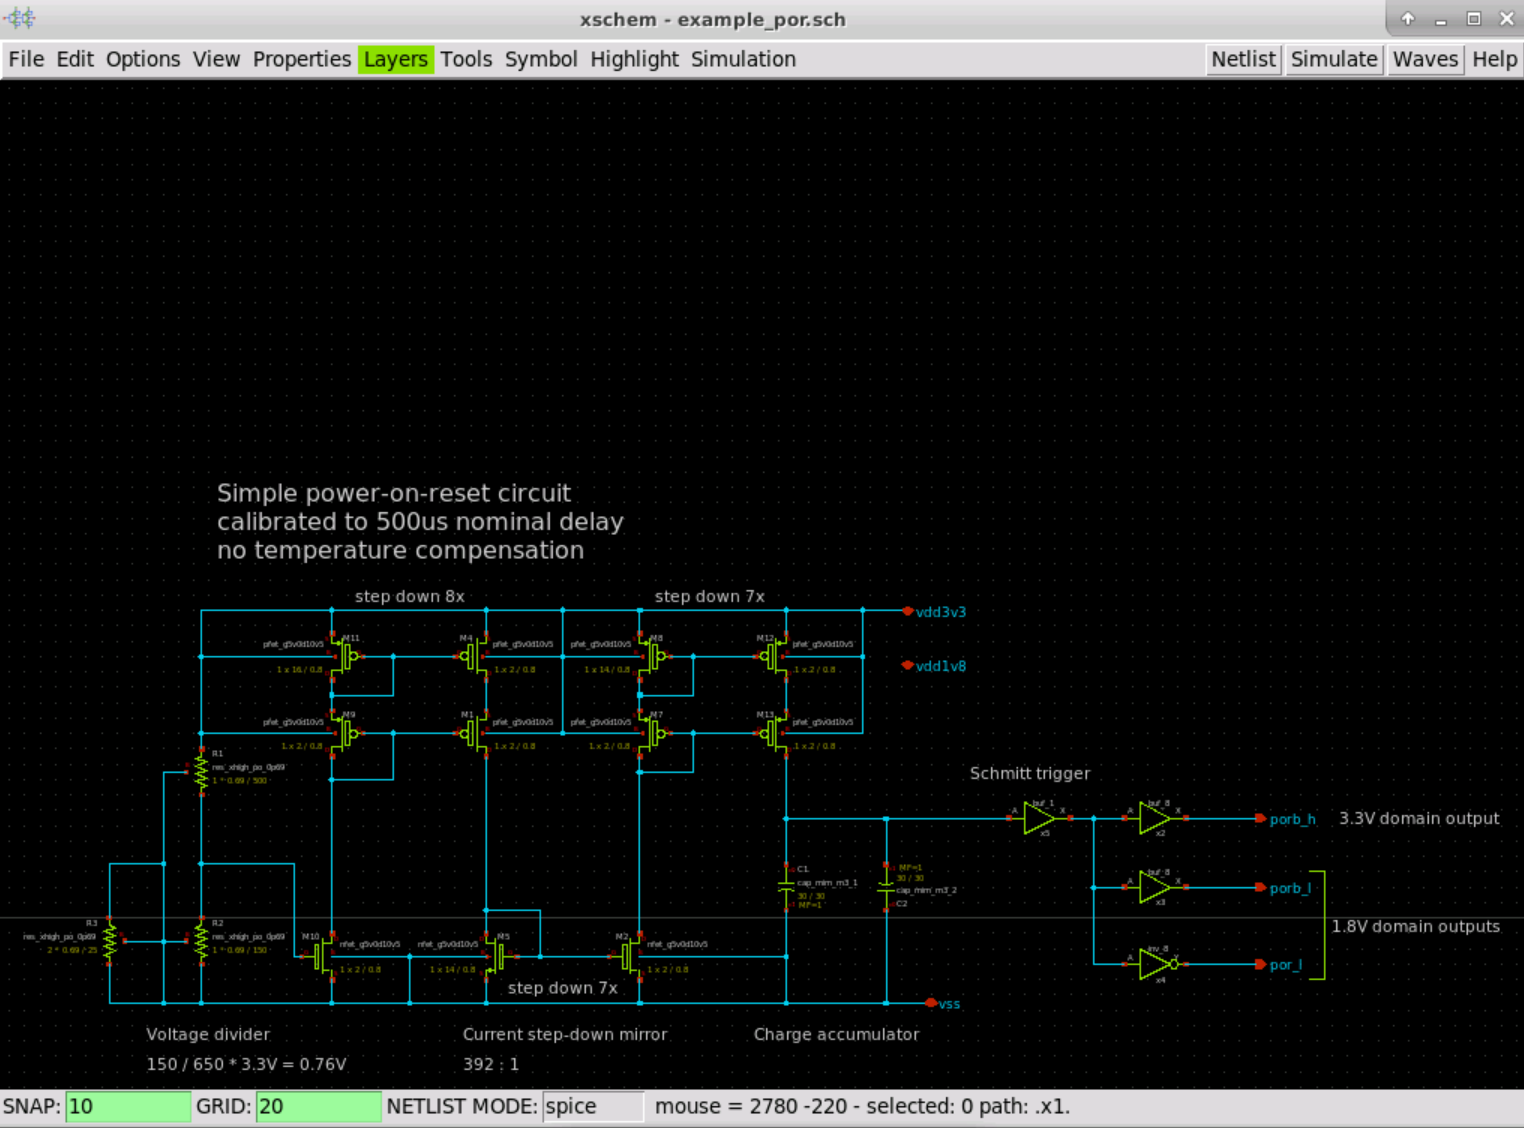 xschem - example_por.sch
File Edit Options View Properties Layers Tools Symbol Highlight Simulation Netlist Simulate Waves Help
Simple power-on-reset circuit
calibrated to 500us nominal delay
no temperature compensation
step down 8x
step down 7x
vdd3v3
M11
M4
M8
M12
pfet_g5v0d10v5
pfet_g5v0d10v5
pfet_g5v0d10v5
pfet_g5v0d10v5
1 x 16 / 0.8
1 x 2 / 0.8
1 x 14 / 0.8
1 x 2 / 0.8
vdd1v8
M9
M1
M7
M13
pfet_g5v0d10v5
pfet_g5v0d10v5
pfet_g5v0d10v5
pfet_g5v0d10v5
1 x 2 / 0.8
1 x 2 / 0.8
1 x 2 / 0.8
1 x 2 / 0.8
R1
res_xhigh_po_0p69
1 * 0.69 / 500
Schmitt trigger
A
buf_1
X
x5
A
buf_8
X
x2
porb_h
3.3V domain output
C1
cap_mim_m3_1
30 / 30
MF=1
MF=1
30 / 30
cap_mim_m3_2
C2
A
buf_8
X
x3
porb_l
1.8V domain outputs
R3
res_xhigh_po_0p69
2 * 0.69 / 25
R2
res_xhigh_po_0p69
1 * 0.69 / 150
M10
nfet_g5v0d10v5
1 x 2 / 0.8
M5
nfet_g5v0d10v5
1 x 14 / 0.8
M2
nfet_g5v0d10v5
1 x 2 / 0.8
A
inv_8
x4
por_l
step down 7x
vss
Voltage divider
150 / 650 * 3.3V = 0.76V
Current step-down mirror
392 : 1
Charge accumulator
SNAP: 10 GRID: 20 NETLIST MODE: spice mouse = 2780 -220 - selected: 0 path: .x1.